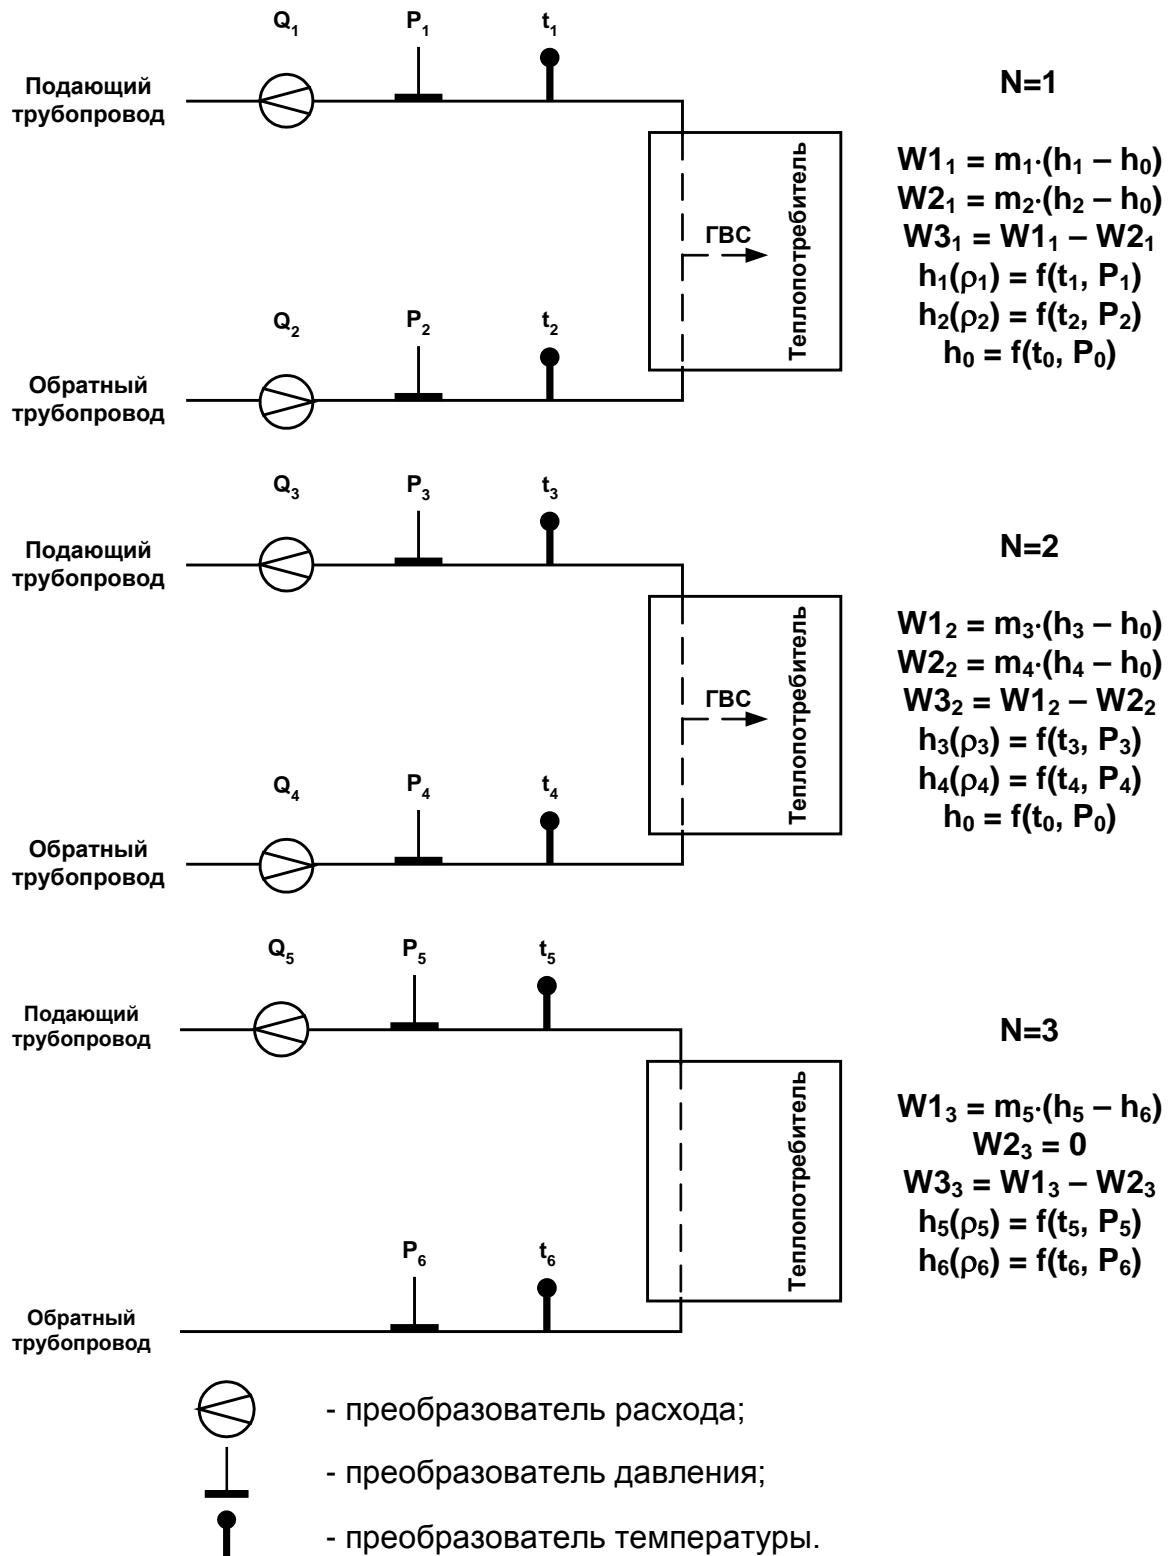 Q₁ P₁ t₁
Подающий
трубопровод
N=1
W1₁ = m₁·(h₁ – h₀)
W2₁ = m₂·(h₂ – h₀)
W3₁ = W1₁ – W2₁
h₁(ρ₁) = f(t₁, P₁)
h₂(ρ₂) = f(t₂, P₂)
h₀ = f(t₀, P₀)
ГВС
Теплопотребитель
Q₂ P₂ t₂
Обратный
трубопровод
Q₃ P₃ t₃
Подающий
трубопровод
N=2
W1₂ = m₃·(h₃ – h₀)
W2₂ = m₄·(h₄ – h₀)
W3₂ = W1₂ – W2₂
h₃(ρ₃) = f(t₃, P₃)
h₄(ρ₄) = f(t₄, P₄)
h₀ = f(t₀, P₀)
ГВС
Теплопотребитель
Q₄ P₄ t₄
Обратный
трубопровод
Q₅ P₅ t₅
Подающий
трубопровод
N=3
W1₃ = m₅·(h₅ – h₆)
W2₃ = 0
W3₃ = W1₃ – W2₃
h₅(ρ₅) = f(t₅, P₅)
h₆(ρ₆) = f(t₆, P₆)
Теплопотребитель
P₆ t₆
Обратный
трубопровод
- преобразователь расхода;
- преобразователь давления;
- преобразователь температуры.